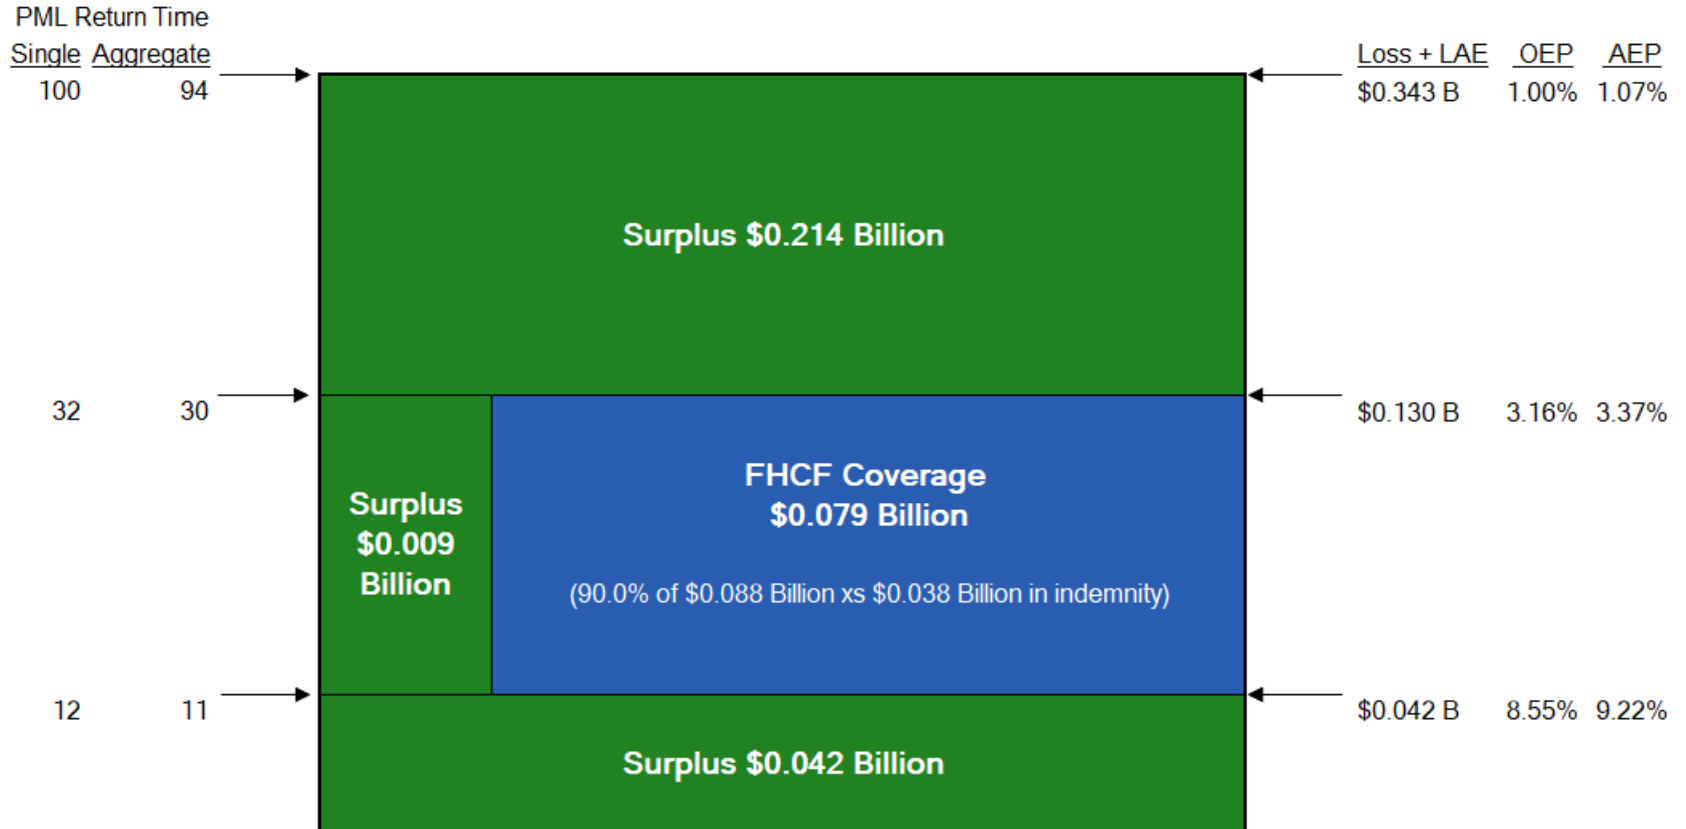 PML Return Time
Single Aggregate Loss + LAE OEP AEP
100 94 $0.343 B 1.00% 1.07%
Surplus $0.214 Billion
32 30 $0.130 B 3.16% 3.37%
FHCF Coverage
$0.079 Billion
Surplus
$0.009
Billion
(90.0% of $0.088 Billion xs $0.038 Billion in indemnity)
12 11 $0.042 B 8.55% 9.22%
Surplus $0.042 Billion